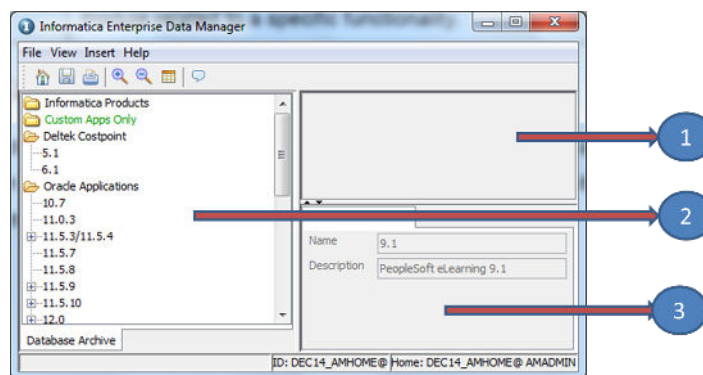 to a specific functionality.
Informatica Enterprise Data Manager
File View Insert Help
Informatica Products
Custom Apps Only
Deltek Costpoint
5.1
6.1
Oracle Applications
10.7
11.0.3
11.5.3/11.5.4
11.5.7
11.5.8
11.5.9
11.5.10
12.0
Database Archive
Name 9.1
Description PeopleSoft eLearning 9.1
ID: DEC14_AMHOME@ Home: DEC14_AMHOME@ AMADMIN
1
2
3